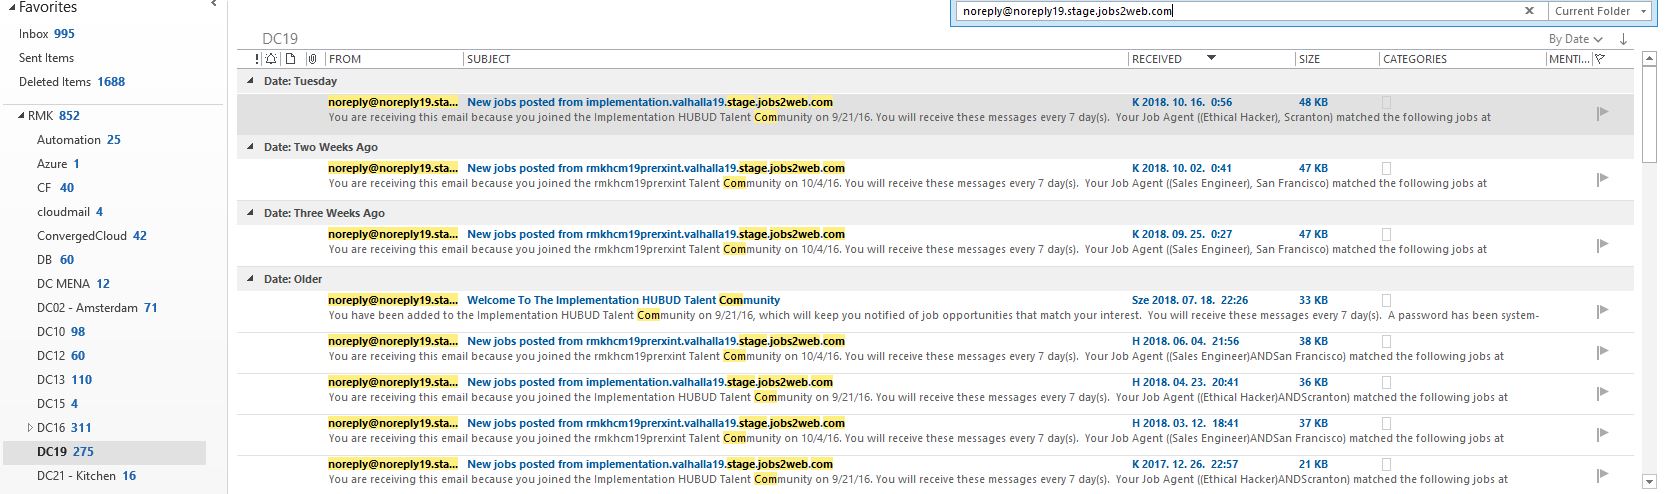 Favorites
Inbox 995
Sent Items
Deleted Items 1688
RMK 852
Automation 25
Azure 1
CF 40
cloudmail 4
ConvergedCloud 42
DB 60
DC MENA 12
DC02 - Amsterdam 71
DC10 98
DC12 60
DC13 110
DC15 4
DC16 311
DC19 275
DC21 - Kitchen 16
noreply@noreply19.stage.jobs2web.com
Current Folder
DC19
By Date
! FROM SUBJECT RECEIVED SIZE CATEGORIES MENTI...
Date: Tuesday
noreply@noreply19.sta... New jobs posted from implementation.valhalla19.stage.jobs2web.com K 2018. 10. 16. 0:56 48 KB
You are receiving this email because you joined the Implementation HUBUD Talent Community on 9/21/16. You will receive these messages every 7 day(s). Your Job Agent ((Ethical Hacker), Scranton) matched the following jobs at
Date: Two Weeks Ago
noreply@noreply19.sta... New jobs posted from rmkhcm19prerxint.valhalla19.stage.jobs2web.com K 2018. 10. 02. 0:41 47 KB
You are receiving this email because you joined the rmkhcm19prerxint Talent Community on 10/4/16. You will receive these messages every 7 day(s). Your Job Agent ((Sales Engineer), San Francisco) matched the following jobs at
Date: Three Weeks Ago
noreply@noreply19.sta... New jobs posted from rmkhcm19prerxint.valhalla19.stage.jobs2web.com K 2018. 09. 25. 0:27 47 KB
You are receiving this email because you joined the rmkhcm19prerxint Talent Community on 10/4/16. You will receive these messages every 7 day(s). Your Job Agent ((Sales Engineer), San Francisco) matched the following jobs at
Date: Older
noreply@noreply19.sta... Welcome To The Implementation HUBUD Talent Community Sze 2018. 07. 18. 22:26 33 KB
You have been added to the Implementation HUBUD Talent Community on 9/21/16, which will keep you notified of job opportunities that match your interest. You will receive these messages every 7 day(s). A password has been system-
noreply@noreply19.sta... New jobs posted from rmkhcm19prerxint.valhalla19.stage.jobs2web.com H 2018. 06. 04. 21:56 38 KB
You are receiving this email because you joined the rmkhcm19prerxint Talent Community on 10/4/16. You will receive these messages every 7 day(s). Your Job Agent ((Sales Engineer)ANDSan Francisco) matched the following jobs at
noreply@noreply19.sta... New jobs posted from implementation.valhalla19.stage.jobs2web.com H 2018. 04. 23. 20:41 36 KB
You are receiving this email because you joined the Implementation HUBUD Talent Community on 9/21/16. You will receive these messages every 7 day(s). Your Job Agent ((Ethical Hacker)ANDScranton) matched the following jobs at
noreply@noreply19.sta... New jobs posted from rmkhcm19prerxint.valhalla19.stage.jobs2web.com H 2018. 03. 12. 18:41 37 KB
You are receiving this email because you joined the rmkhcm19prerxint Talent Community on 10/4/16. You will receive these messages every 7 day(s). Your Job Agent ((Sales Engineer)ANDSan Francisco) matched the following jobs at
noreply@noreply19.sta... New jobs posted from implementation.valhalla19.stage.jobs2web.com K 2017. 12. 26. 22:57 21 KB
You are receiving this email because you joined the Implementation HUBUD Talent Community on 9/21/16. You will receive these messages every 7 day(s). Your Job Agent ((Ethical Hacker)ANDScranton) matched the following jobs at